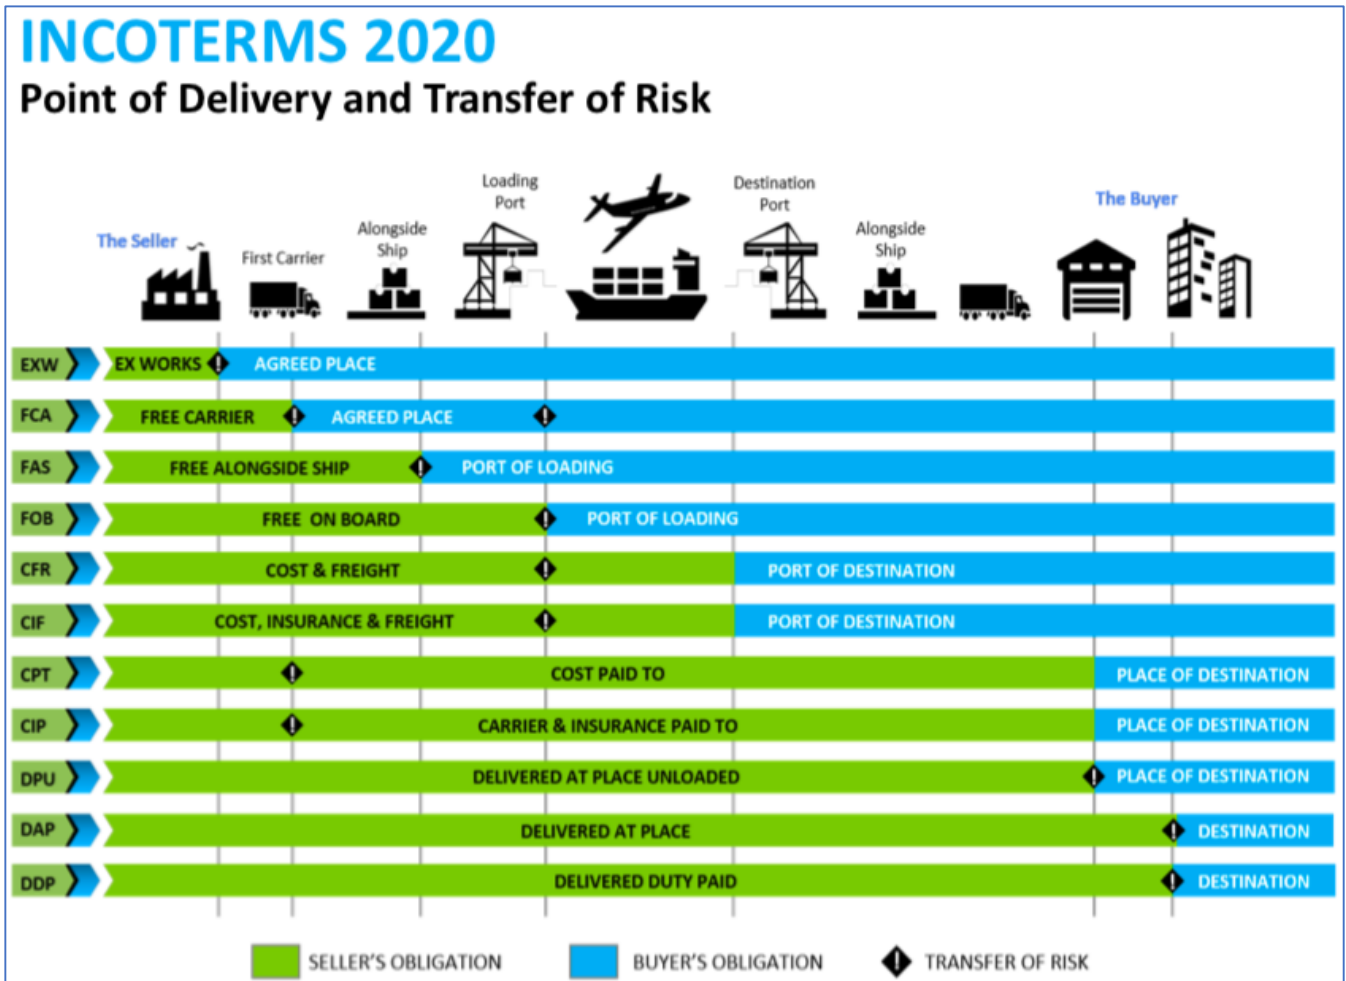 INCOTERMS 2020
Point of Delivery and Transfer of Risk
The Seller
First Carrier
Alongside
Ship
Loading
Port
Destination
Port
Alongside
Ship
The Buyer
EXW EX WORKS AGREED PLACE
FCA FREE CARRIER AGREED PLACE
FAS FREE ALONGSIDE SHIP PORT OF LOADING
FOB FREE ON BOARD PORT OF LOADING
CFR COST & FREIGHT PORT OF DESTINATION
CIF COST, INSURANCE & FREIGHT PORT OF DESTINATION
CPT COST PAID TO PLACE OF DESTINATION
CIP CARRIER & INSURANCE PAID TO PLACE OF DESTINATION
DPU DELIVERED AT PLACE UNLOADED PLACE OF DESTINATION
DAP DELIVERED AT PLACE DESTINATION
DDP DELIVERED DUTY PAID DESTINATION
SELLER'S OBLIGATION BUYER'S OBLIGATION TRANSFER OF RISK